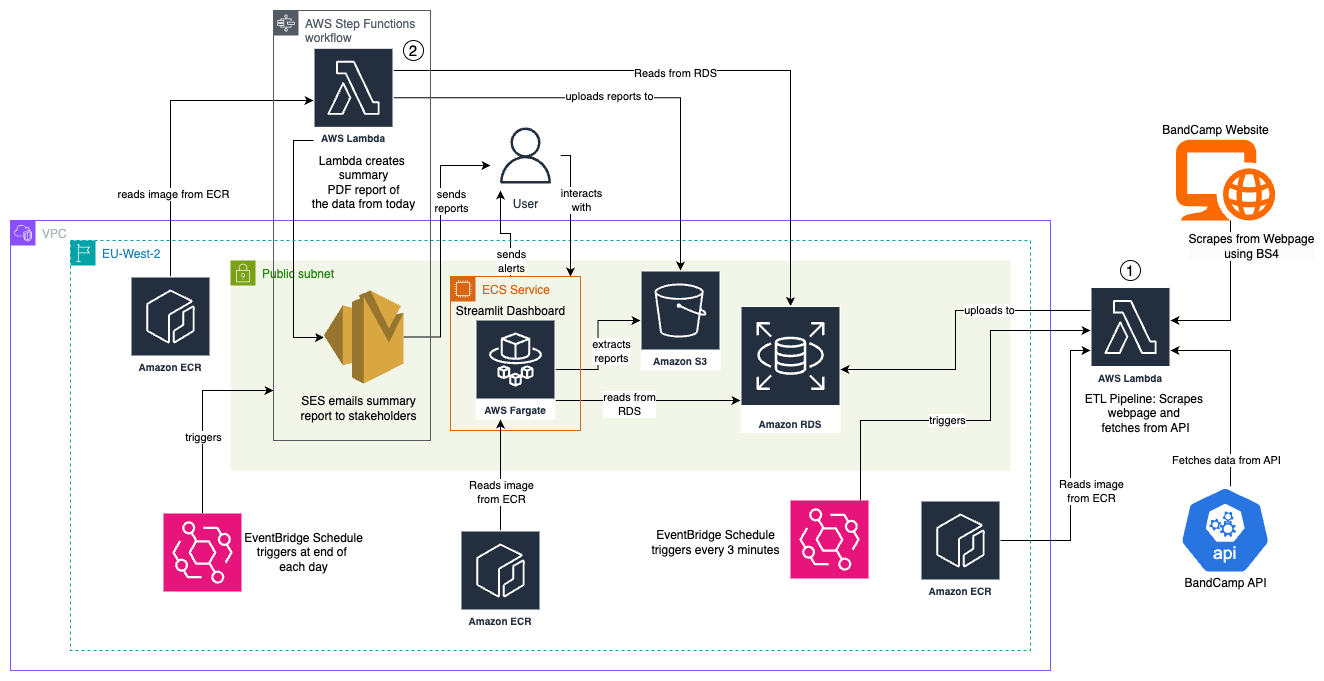 AWS Step Functions
workflow
2
Reads from RDS
uploads reports to
AWS Lambda
Lambda creates
summary
PDF report of
the data from today
reads image from ECR
sends
reports
User
interacts
with
BandCamp Website
Scrapes from Webpage
using BS4
VPC
EU-West-2
Public subnet
sends
alerts
1
ECS Service
Streamlit Dashboard
uploads to
extracts
reports
Amazon S3
Amazon ECR
AWS Lambda
ETL Pipeline: Scrapes
webpage and
fetches from API
SES emails summary
report to stakeholders
AWS Fargate
reads from
RDS
Amazon RDS
triggers
triggers
Fetches data from API
Reads image
from ECR
Reads image
from ECR
EventBridge Schedule
triggers at end of
each day
EventBridge Schedule
triggers every 3 minutes
api
BandCamp API
Amazon ECR
Amazon ECR